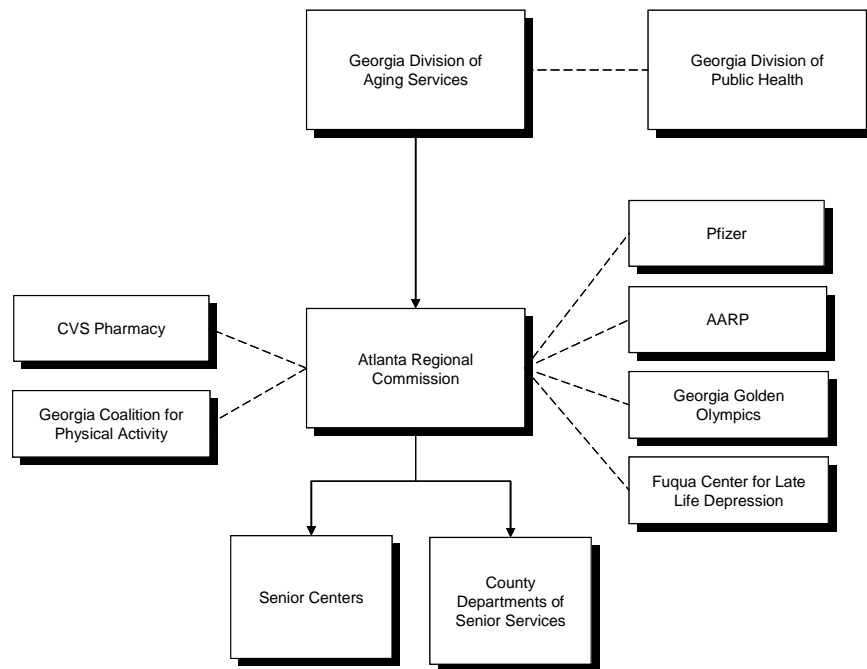 Georgia Division of
Aging Services
Georgia Division of
Public Health
Pfizer
CVS Pharmacy
AARP
Atlanta Regional
Commission
Georgia Coalition for
Physical Activity
Georgia Golden
Olympics
Fuqua Center for Late
Life Depression
Senior Centers
County
Departments of
Senior Services